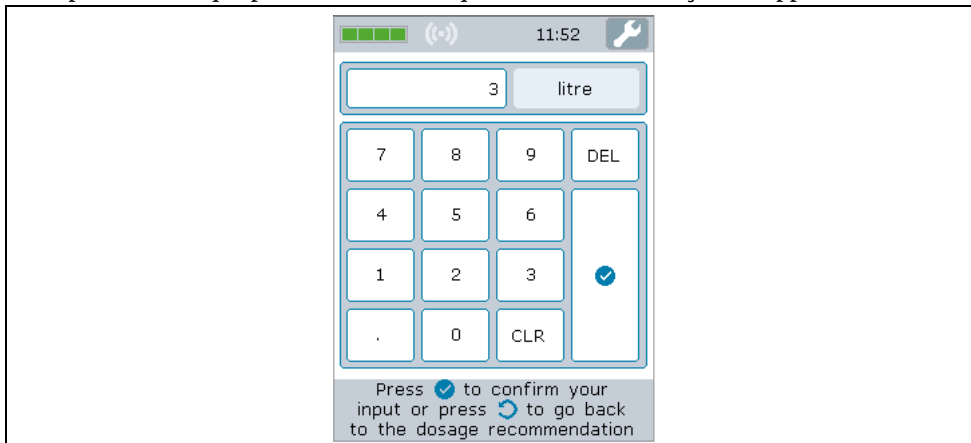 11:52
3 litre
7 8 9 DEL
4 5 6
1 2 3
. 0 CLR
Press to confirm your
input or press to go back
to the dosage recommendation